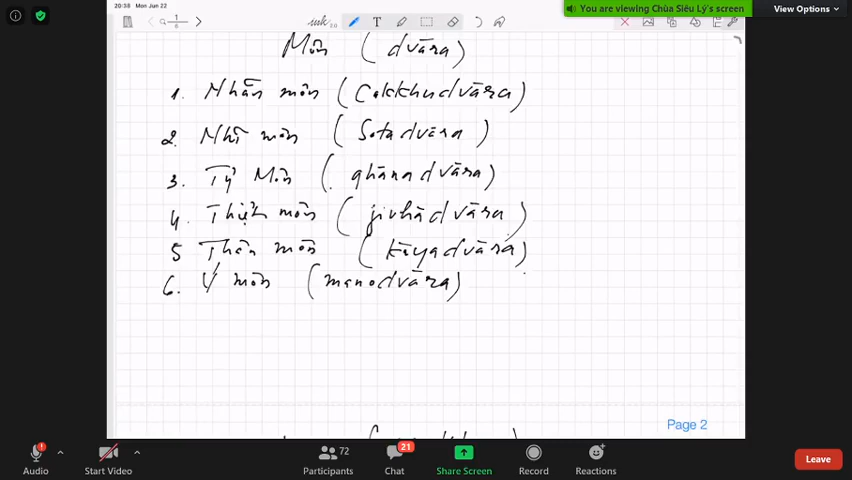 20:38 Mon Jun 22
You are viewing Chùa Siêu Lý's screen
View Options
1
6
Môn (dvāra)
1. Nhãn môn (Cakkhudvāra)
2. Nhĩ môn (Sotadvāra)
3. Tỷ Môn (ghānadvāra)
4. Thiệt môn (jivhādvāra)
5 Thân môn (kāyadvāra)
6. Ý môn (manodvāra)
Page 2
72
21
Audio
Start Video
Participants
Chat
Share Screen
Record
Reactions
Leave